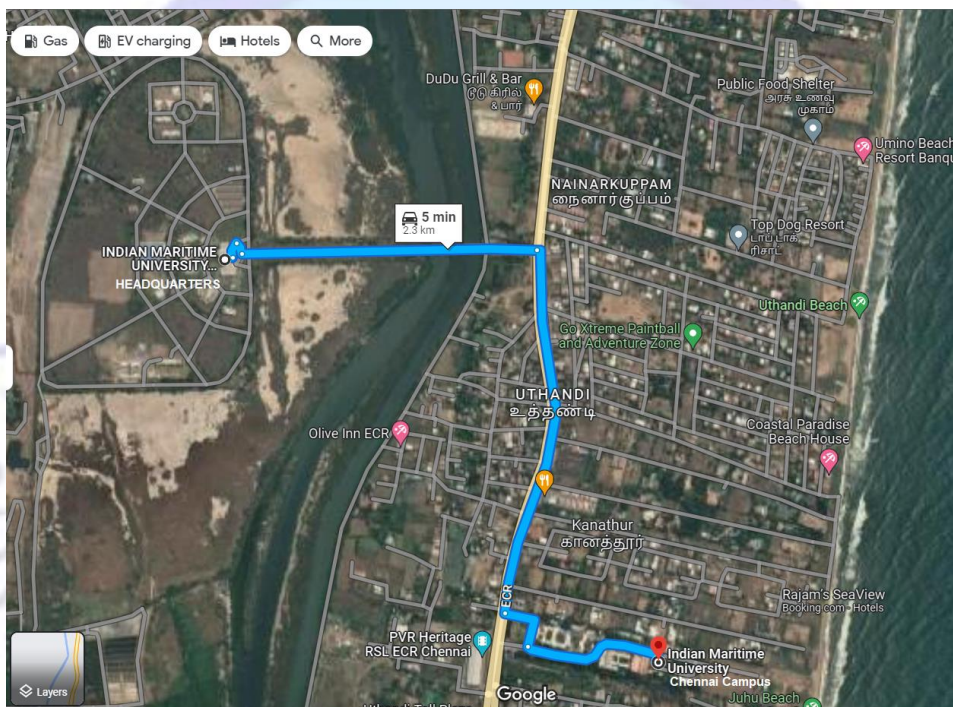 Gas
EV charging
Hotels
More
DuDu Grill & Bar
டூடு கிரில்
& பார்
Public Food Shelter
அரசு உணவு
முகாம்
Umino Beach
Resort Banqu
NAINARKUPPAM
நைனார்குப்பம்
5 min
2.3 km
INDIAN MARITIME
UNIVERSITY...
HEADQUARTERS
Top Dog Resort
டாப் டாக்
ரிசாட்
Uthandi Beach
Go Xtreme Paintball
and Adventure Zone
UTHANDI
உத்தண்டி
Olive Inn ECR
Coastal Paradise
Beach House
Kanathur
கானத்தூர்
ECR
Rajam's SeaView
Booking.com · Hotels
PVR Heritage
RSL ECR Chennai
Indian Maritime
University
Chennai Campus
Layers
Google
Juhu Beach